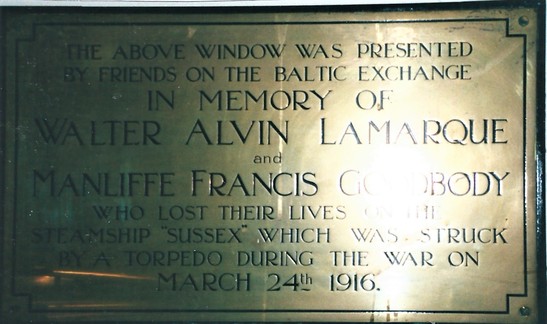 THE ABOVE WINDOW WAS PRESENTED
BY FRIENDS ON THE BALTIC EXCHANGE
IN MEMORY OF
WALTER ALVIN LAMARQUE
and
MANLIFFE FRANCIS GOODBODY
WHO LOST THEIR LIVES ON THE
STEAMSHIP "SUSSEX" WHICH WAS STRUCK
BY A TORPEDO DURING THE WAR ON
MARCH 24th 1916.